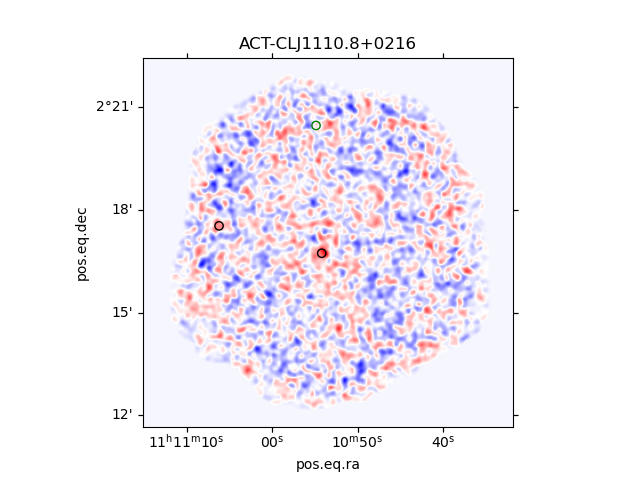 ACT-CLJ1110.8+0216
2°21'
18'
15'
12'
pos.eq.dec
11ʰ11ᵐ10ˢ 00ˢ 10ᵐ50ˢ 40ˢ
pos.eq.ra